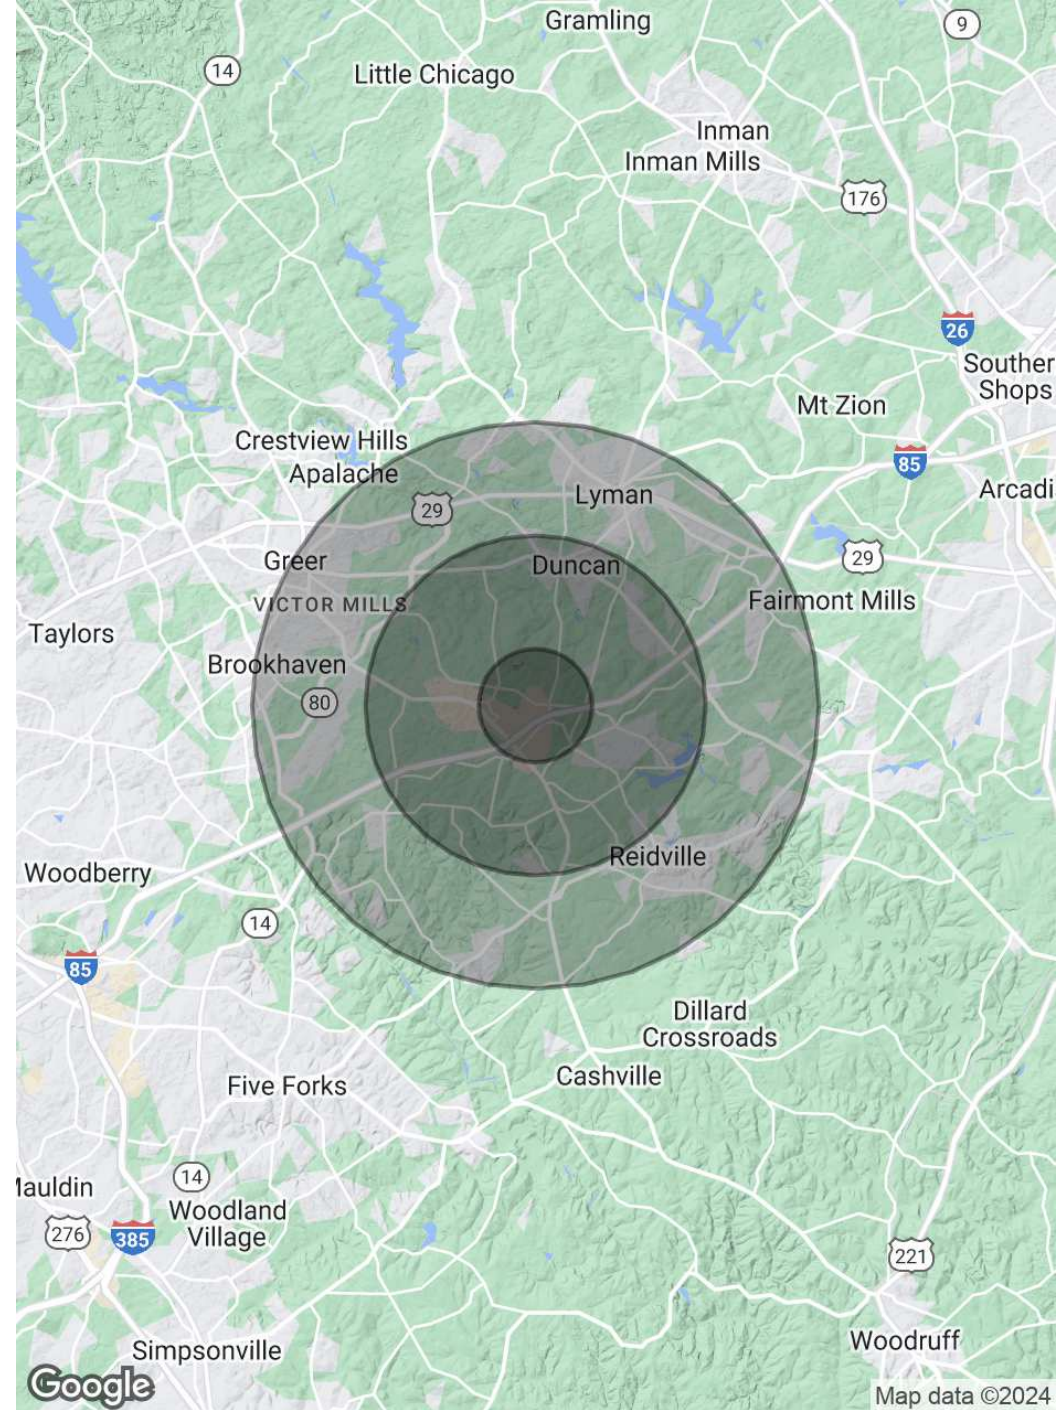 Gramling
9
14
Little Chicago
Inman
Inman Mills
176
26
Souther
Shops
Mt Zion
Crestview Hills
Apalache
85
Arcadi
Lyman
29
29
Greer
Duncan
VICTOR MILLS
Fairmont Mills
Taylors
Brookhaven
80
Reidville
Woodberry
14
85
Dillard
Crossroads
Cashville
Five Forks
14
Mauldin
Woodland
Village
276
385
221
Woodruff
Simpsonville
Google
Map data ©2024